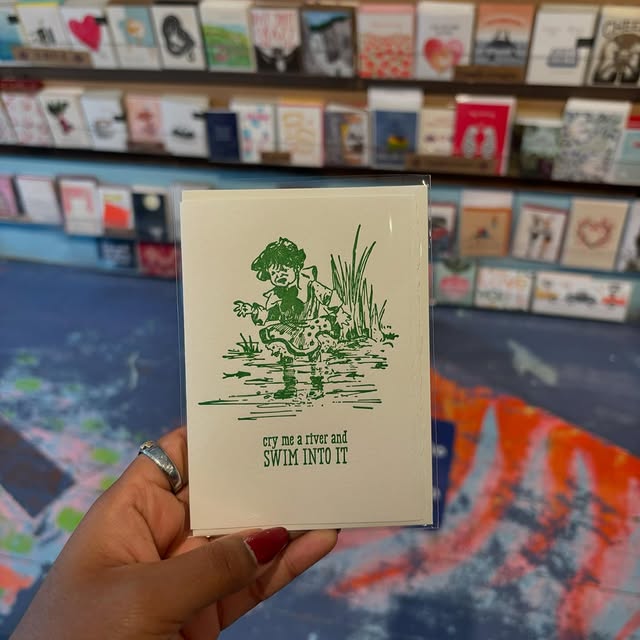 cry me a river and
SWIM INTO IT